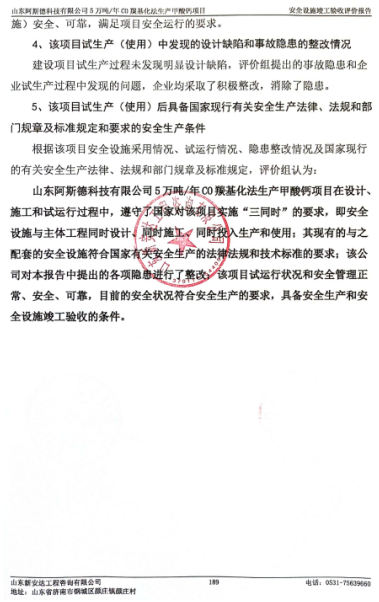 山东阿斯德科技有限公司5万吨/年CO羰基化法生产甲酸钙项目 安全设施竣工验收评价报告
施）安全、可靠，满足项目安全运行的要求。
4、该项目试生产（使用）中发现的设计缺陷和事故隐患的整改情况
建设项目试生产过程中未发现明显设计缺陷，评价组提出的事故隐患和企
业试生产过程中发现的问题，企业均采取了积极整改，消除了隐患。
5、该项目试生产（使用）后具备国家现行有关安全生产法律、法规和部
门规章及标准规定和要求的安全生产条件
根据该项目安全设施采用情况、试运行情况、隐患整改情况及国家现行
的有关安全生产法律、法规和部门规章及标准规定，评价组认为：
山东阿斯德科技有限公司5万吨/年CO羰基化法生产甲酸钙项目在设计、
施工和试运行过程中，遵守了国家对该项目实施“三同时”的要求，即安全
设施与主体工程同时设计、同时施工、同时投入生产和使用；其现有的与之
配套的安全设施符合国家有关安全生产的法律法规和技术标准的要求；该公
司对本报告中提出的各项隐患进行了整改，该项目试运行状况和安全管理正
常、安全、可靠，目前的安全状况符合安全生产的要求，具备安全生产和安
全设施竣工验收的条件。
山东新安达工程咨询有限公司 189 电话：0531-75639660
地址：山东省济南市钢城区颜庄镇颜庄村